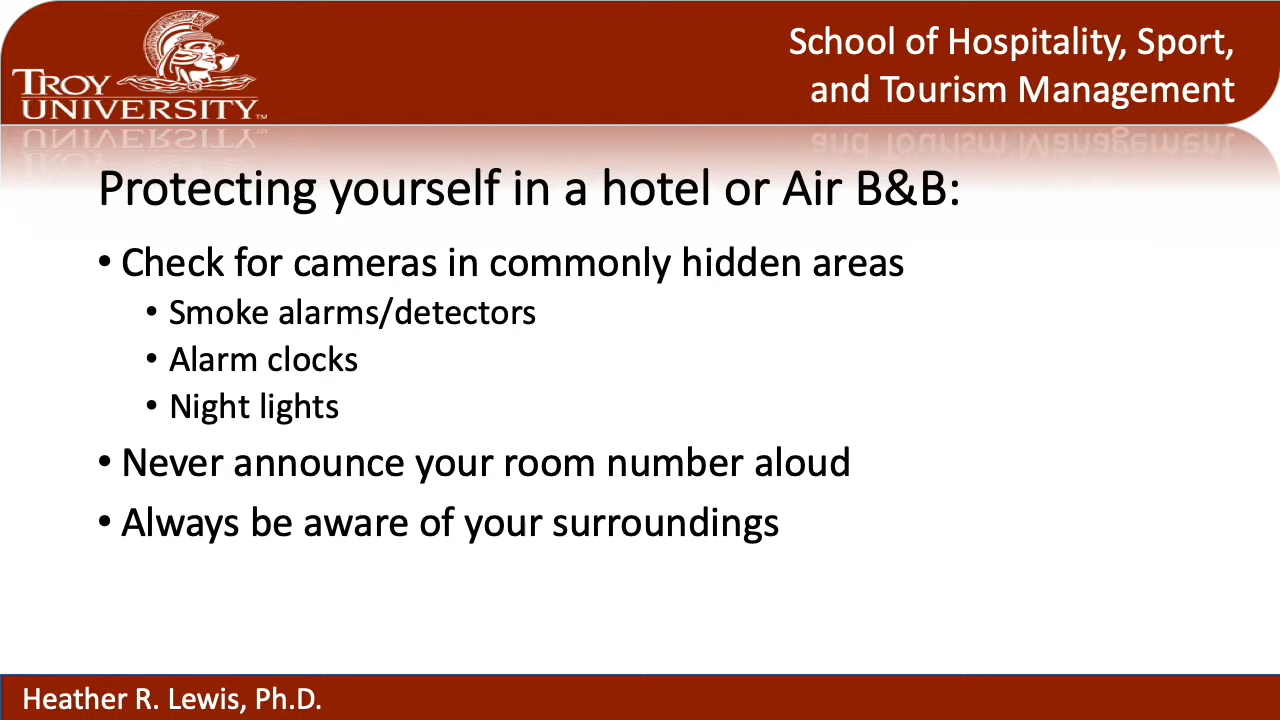 TROY
UNIVERSITY™
School of Hospitality, Sport,
and Tourism Management
Protecting yourself in a hotel or Air B&B:
• Check for cameras in commonly hidden areas
• Smoke alarms/detectors
• Alarm clocks
• Night lights
• Never announce your room number aloud
• Always be aware of your surroundings
Heather R. Lewis, Ph.D.